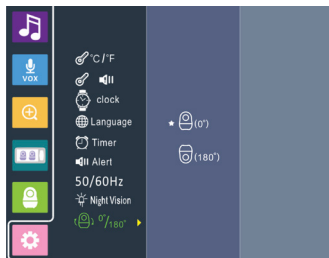 VOX
°C/°F
clock
Language
Timer
Alert
50/60Hz
Night Vision
0°/180°
(0°)
(180°)